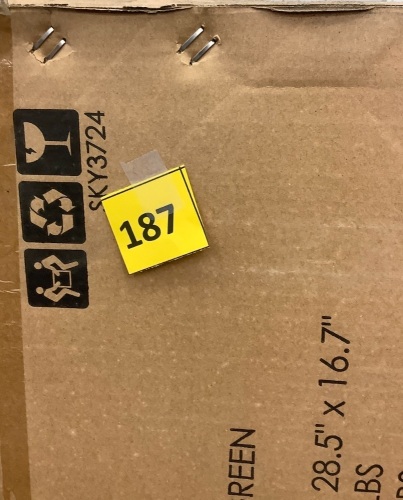 SKY3724
187
REEN
28.5" x 16.7"
LBS